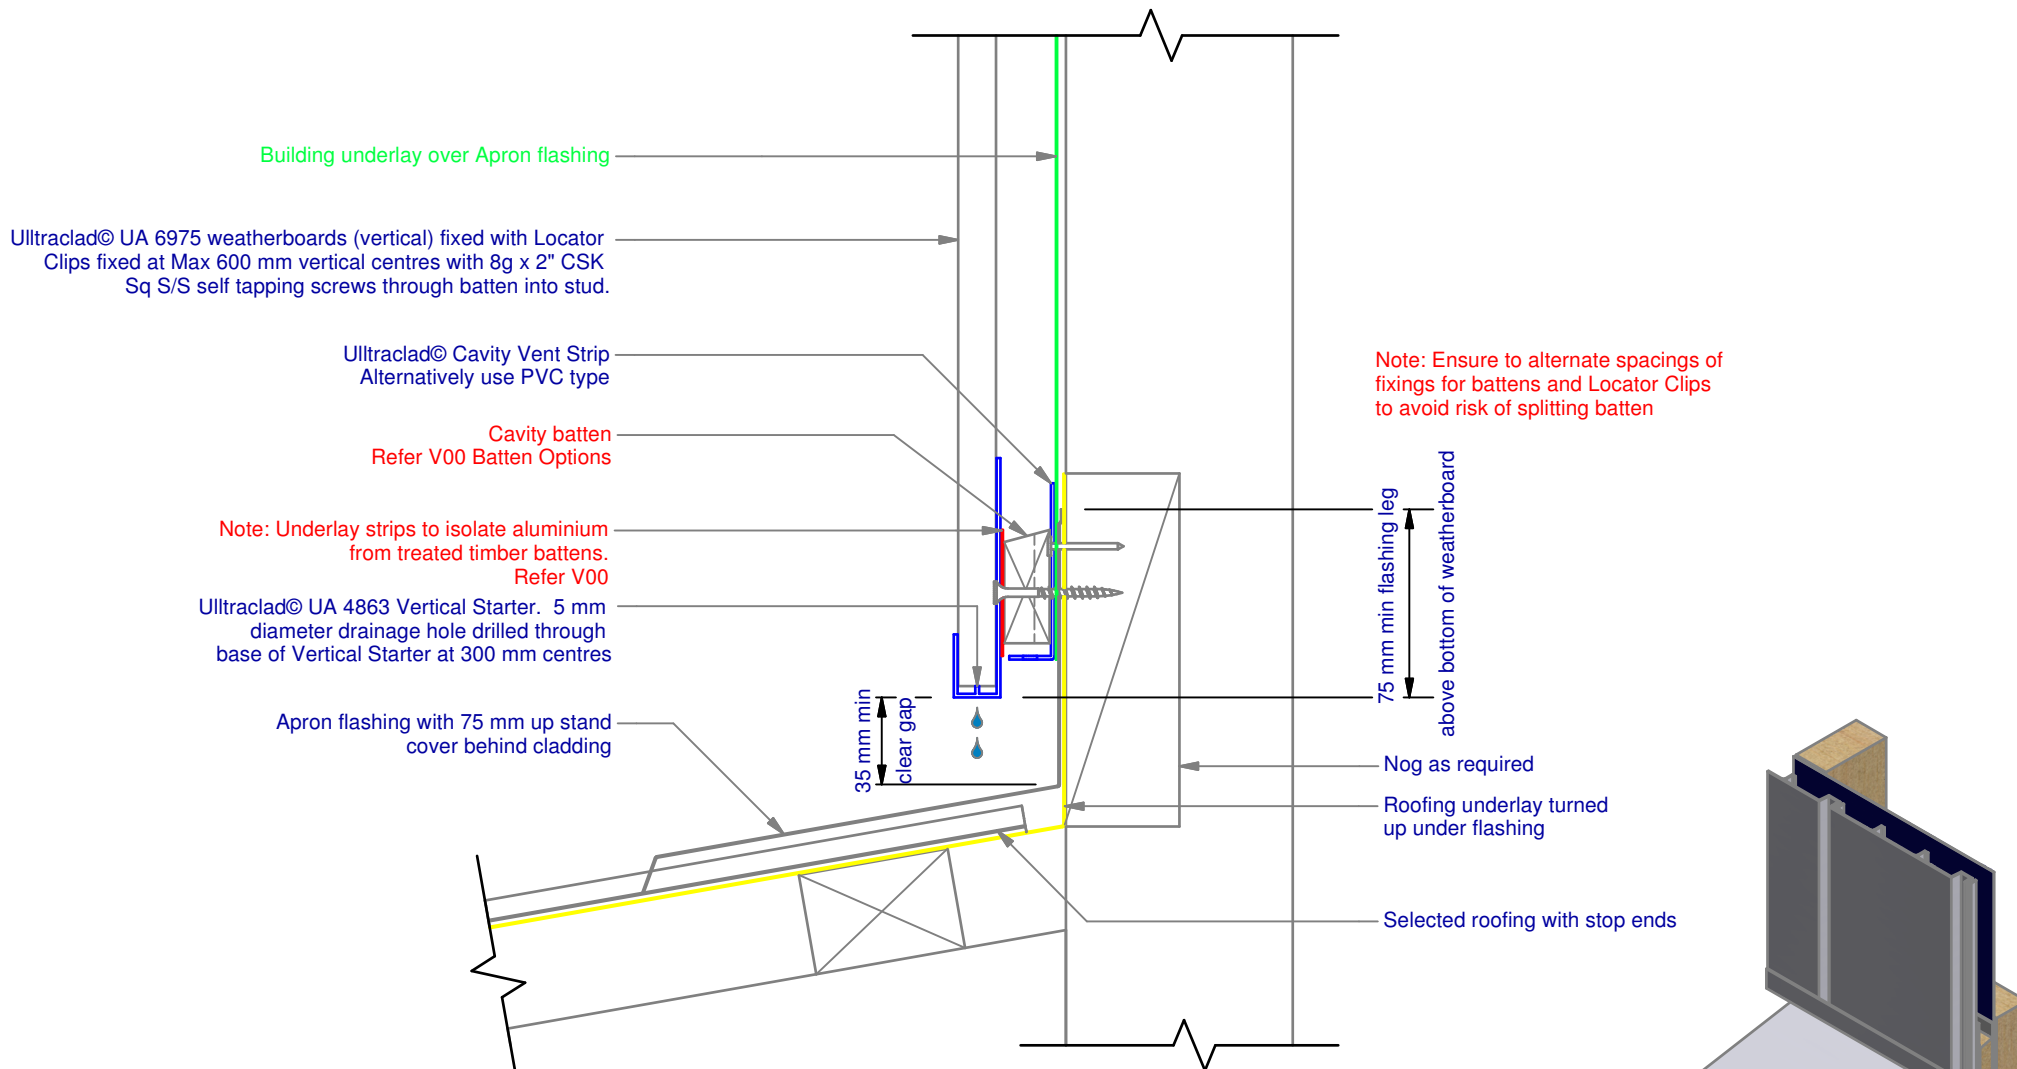 Building underlay over Apron flashing
Ulltraclad© UA 6975 weatherboards (vertical) fixed with Locator
Clips fixed at Max 600 mm vertical centres with 8g x 2" CSK
Sq S/S self tapping screws through batten into stud.
Ulltraclad© Cavity Vent Strip
Alternatively use PVC type
Cavity batten
Refer V00 Batten Options
Note: Underlay strips to isolate aluminium
from treated timber battens.
Refer V00
Ulltraclad© UA 4863 Vertical Starter.  5 mm
diameter drainage hole drilled through
base of Vertical Starter at 300 mm centres
Apron flashing with 75 mm up stand
cover behind cladding
35 mm min
clear gap
Note: Ensure to alternate spacings of
fixings for battens and Locator Clips
to avoid risk of splitting batten
75 mm min flashing leg
above bottom of weatherboard
Nog as required
Roofing underlay turned
up under flashing
Selected roofing with stop ends